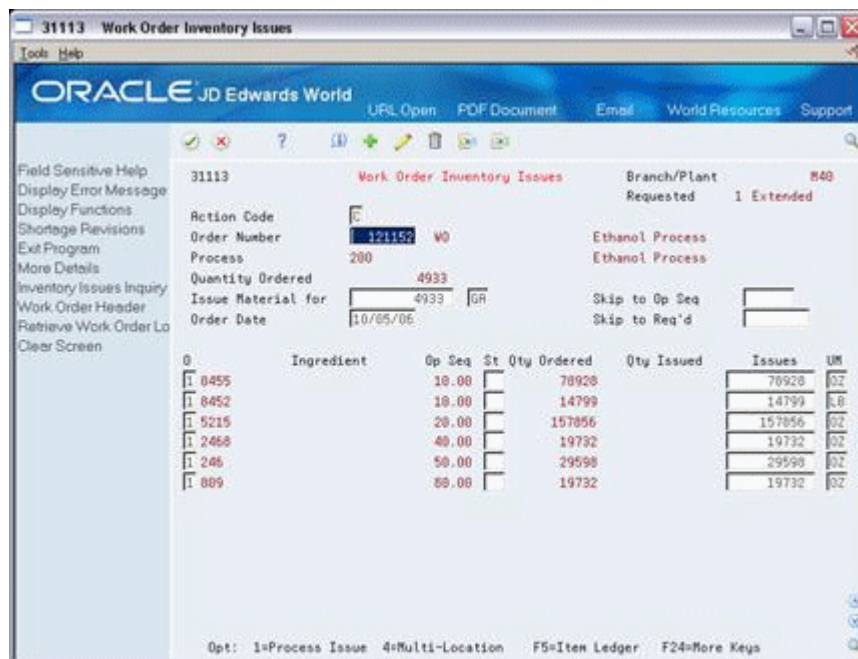 31113 Work Order Inventory Issues
Tools Help
ORACLE JD Edwards World
URL Open PDF Document Email World Resources Support
Field Sensitive Help
Display Error Message
Display Functions
Shortage Revisions
Exit Program
More Details
Inventory Issues Inquiry
Work Order Header
Retrieve Work Order Lo
Clear Screen
31113 Work Order Inventory Issues Branch/Plant M40
Requested 1 Extended
Action Code C
Order Number 121152 WO Ethanol Process
Process 200 Ethanol Process
Quantity Ordered 4933
Issue Material for 4933 GA Skip to Op Seq
Order Date 10/05/06 Skip to Req'd
O Ingredient Op Seq St Qty Ordered Qty Issued Issues UM
1 8455 10.00 78928 78928 OZ
1 8452 10.00 14799 14799 LB
1 5215 20.00 157856 157856 OZ
1 2468 40.00 19732 19732 OZ
1 246 50.00 29598 29598 OZ
1 809 80.00 19732 19732 OZ
Opt: 1=Process Issue 4=Multi-Location F5=Item Ledger F24=More Keys